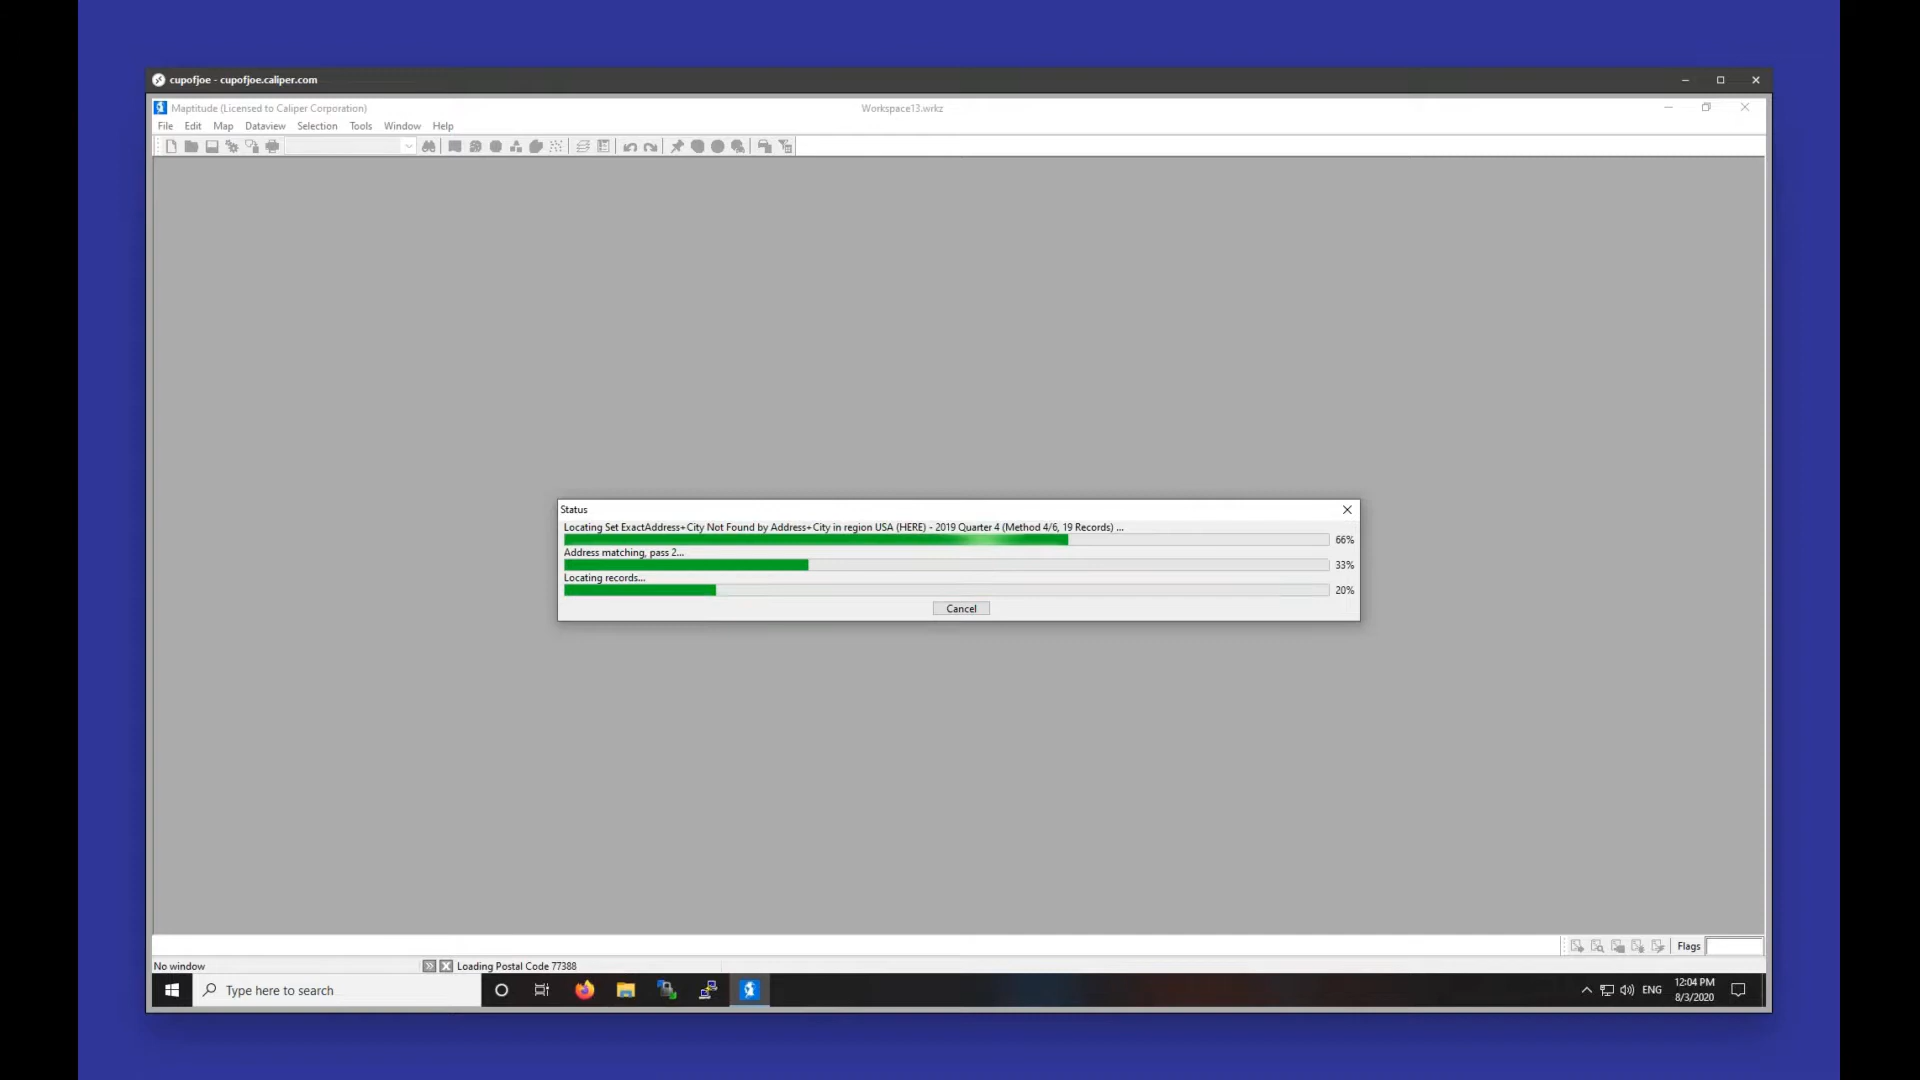 cupofjoe - cupofjoe.caliper.com
Maptitude (Licensed to Caliper Corporation)
Workspace13.wrkz
File Edit Map Dataview Selection Tools Window Help
Status
Locating Set ExactAddress+City Not Found by Address+City in region USA (HERE) - 2019 Quarter 4 (Method 4/6, 19 Records) ...
66%
Address matching, pass 2...
33%
Locating records...
20%
Cancel
Flags
No window
Loading Postal Code 77388
Type here to search
ENG
12:04 PM
8/3/2020